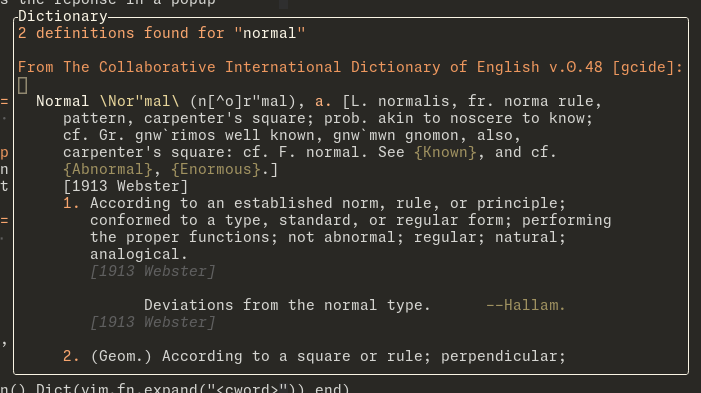 s the reponse in a popup
Dictionary
2 definitions found for "normal"
From The Collaborative International Dictionary of English v.0.48 [gcide]:
= Normal \Nor"mal\ (n[^o]r"mal), a. [L. normalis, fr. norma rule,
pattern, carpenter's square; prob. akin to noscere to know;
cf. Gr. gnw`rimos well known, gnw`mwn gnomon, also,
p carpenter's square: cf. F. normal. See {Known}, and cf.
n {Abnormal}, {Enormous}.]
t [1913 Webster]
1. According to an established norm, rule, or principle;
= conformed to a type, standard, or regular form; performing
the proper functions; not abnormal; regular; natural;
analogical.
[1913 Webster]
Deviations from the normal type. --Hallam.
[1913 Webster]
,
2. (Geom.) According to a square or rule; perpendicular;
n() Dict(vim.fn.expand("<cword>")) end)